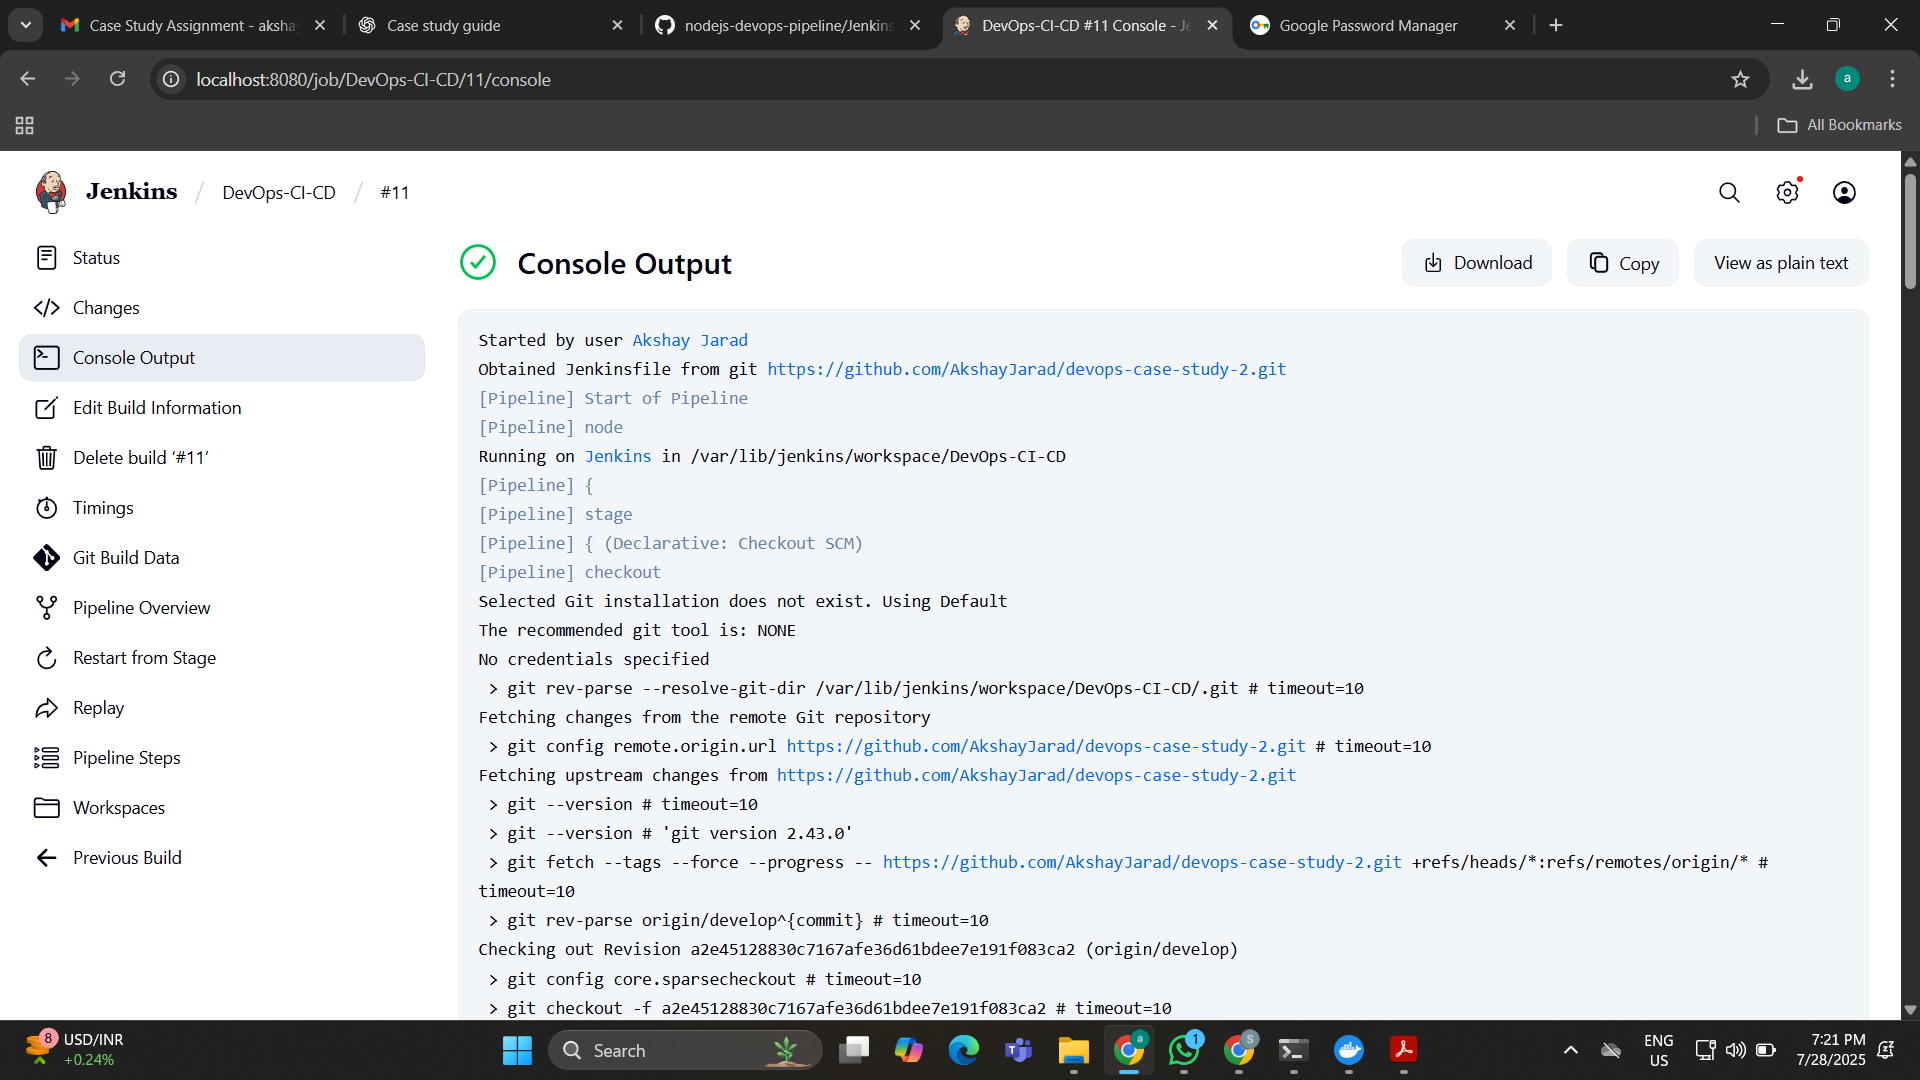 Case Study Assignment - aksha
Case study guide
nodejs-devops-pipeline/Jenkins
DevOps-CI-CD #11 Console - Je
Google Password Manager
localhost:8080/job/DevOps-CI-CD/11/console
a
All Bookmarks
Jenkins / DevOps-CI-CD / #11
Status
Changes
Console Output
Edit Build Information
Delete build ‘#11’
Timings
Git Build Data
Pipeline Overview
Restart from Stage
Replay
Pipeline Steps
Workspaces
Previous Build
Console Output
Download
Copy
View as plain text
Started by user Akshay Jarad
Obtained Jenkinsfile from git https://github.com/AkshayJarad/devops-case-study-2.git
[Pipeline] Start of Pipeline
[Pipeline] node
Running on Jenkins in /var/lib/jenkins/workspace/DevOps-CI-CD
[Pipeline] {
[Pipeline] stage
[Pipeline] { (Declarative: Checkout SCM)
[Pipeline] checkout
Selected Git installation does not exist. Using Default
The recommended git tool is: NONE
No credentials specified
> git rev-parse --resolve-git-dir /var/lib/jenkins/workspace/DevOps-CI-CD/.git # timeout=10
Fetching changes from the remote Git repository
> git config remote.origin.url https://github.com/AkshayJarad/devops-case-study-2.git # timeout=10
Fetching upstream changes from https://github.com/AkshayJarad/devops-case-study-2.git
> git --version # timeout=10
> git --version # 'git version 2.43.0'
> git fetch --tags --force --progress -- https://github.com/AkshayJarad/devops-case-study-2.git +refs/heads/*:refs/remotes/origin/* #
timeout=10
> git rev-parse origin/develop^{commit} # timeout=10
Checking out Revision a2e45128830c7167afe36d61bdee7e191f083ca2 (origin/develop)
> git config core.sparsecheckout # timeout=10
> git checkout -f a2e45128830c7167afe36d61bdee7e191f083ca2 # timeout=10
8
USD/INR
+0.24%
Search
a
1
S
ENG
US
7:21 PM
7/28/2025